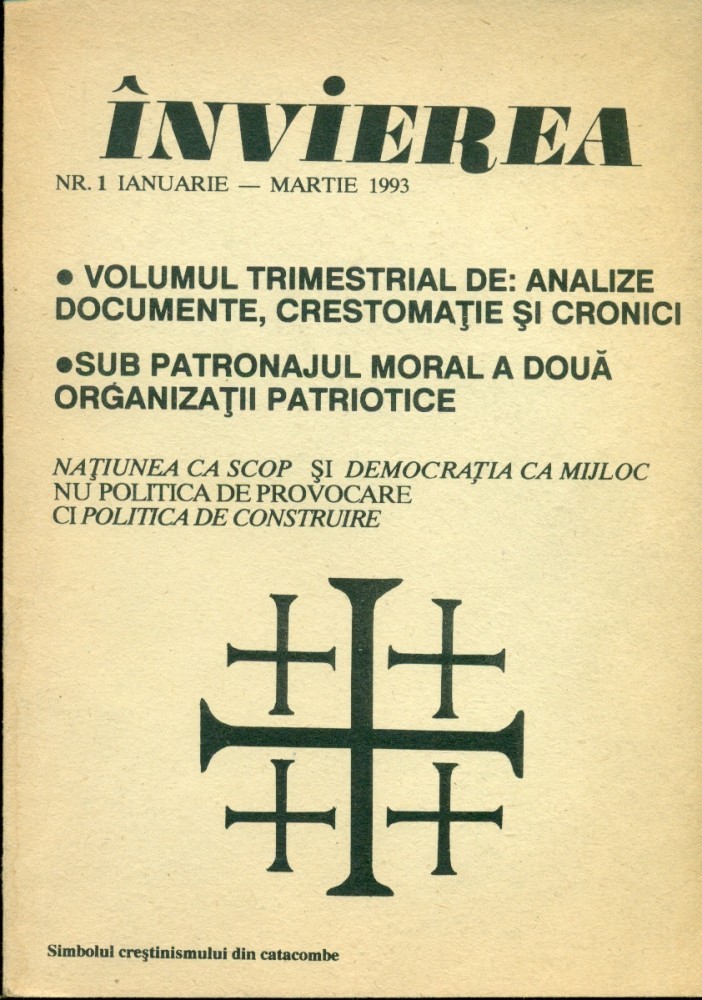 ÎNViEREA
NR. 1 IANUARIE — MARTIE 1993
• VOLUMUL TRIMESTRIAL DE: ANALIZE
DOCUMENTE, CRESTOMAŢIE ŞI CRONICI
•SUB PATRONAJUL MORAL A DOUĂ
ORGANIZAŢII PATRIOTICE
NAŢIUNEA CA SCOP ŞI DEMOCRAŢIA CA MIJLOC
NU POLITICA DE PROVOCARE
CI POLITICA DE CONSTRUIRE
Simbolul creştinismului din catacombe